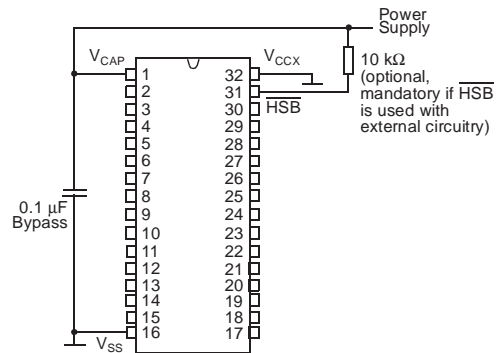 Power
Supply
V_CAP
V_CCX
10 kΩ
(optional,
mandatory if H̅S̅B̅
is used with
external circuitry)
1 32
2 31
H̅S̅B̅
3 30
4 29
5 28
6 27
7 26
8 25
0.1 μF
Bypass
9 24
10 23
11 22
12 21
13 20
14 19
15 18
16 17
V_SS